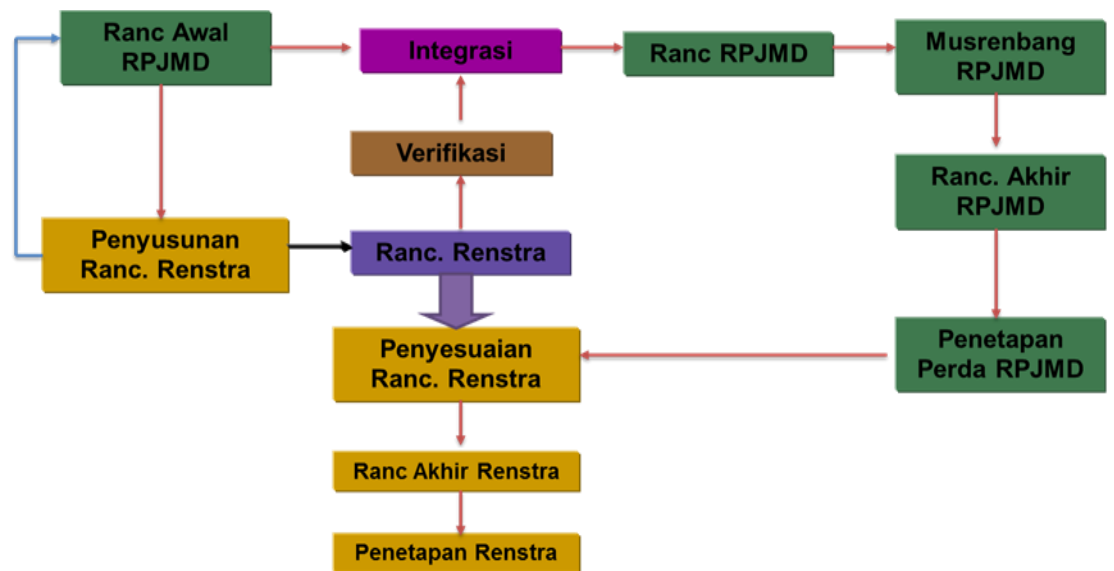 Ranc Awal
RPJMD
Integrasi
Ranc RPJMD
Musrenbang
RPJMD
Verifikasi
Ranc. Akhir
RPJMD
Penyusunan
Ranc. Renstra
Ranc. Renstra
Penyesuaian
Ranc. Renstra
Penetapan
Perda RPJMD
Ranc Akhir Renstra
Penetapan Renstra